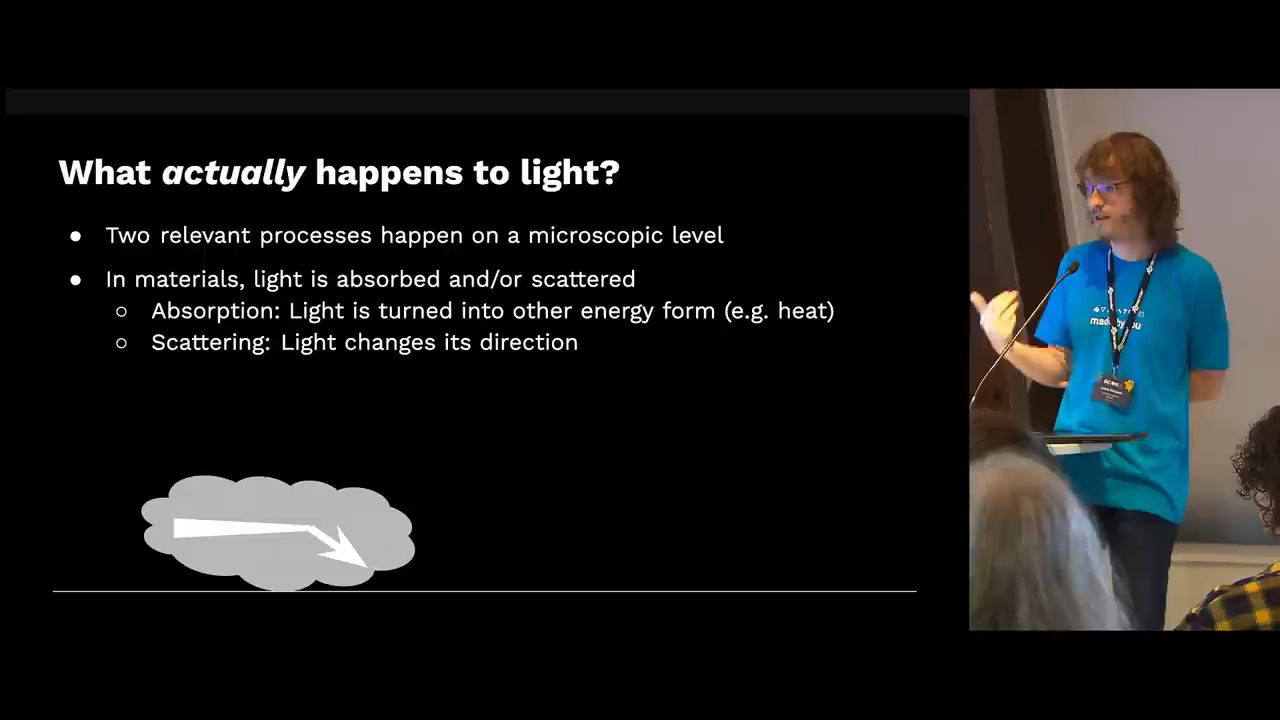 What actually happens to light?
● Two relevant processes happen on a microscopic level
● In materials, light is absorbed and/or scattered
○ Absorption: Light is turned into other energy form (e.g. heat)
○ Scattering: Light changes its direction